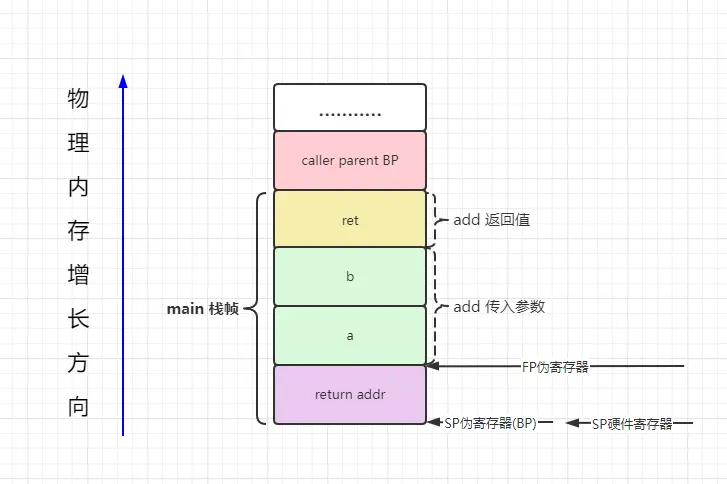 物
理
内
存
增
长
方
向
...........
caller parent BP
ret
add 返回值
b
main 栈帧
add 传入参数
a
FP伪寄存器
return addr
SP伪寄存器(BP)
SP硬件寄存器